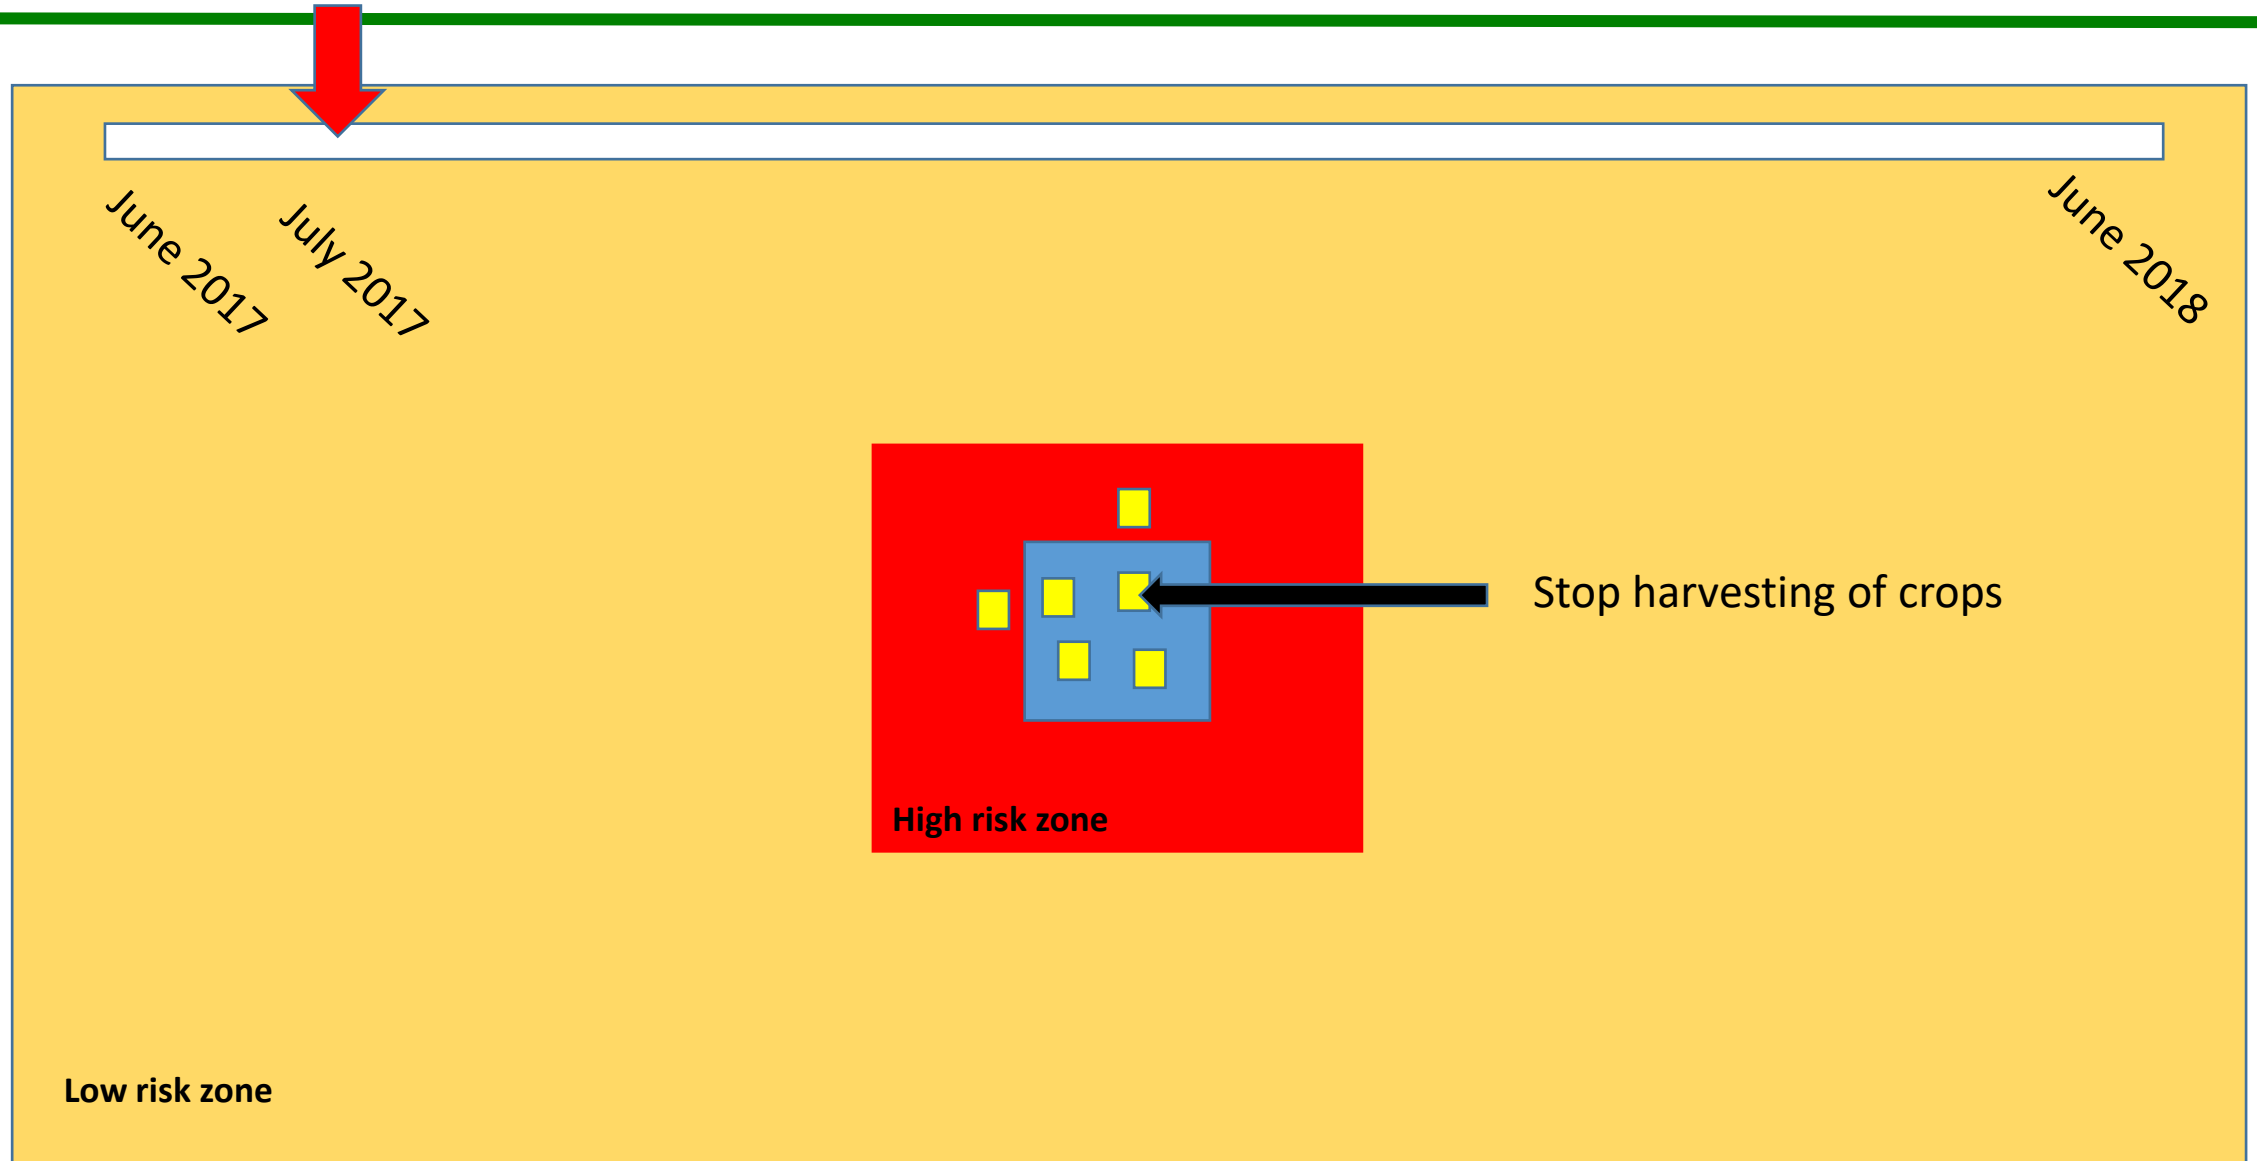 June 2017
July 2017
June 2018
Stop harvesting of crops
High risk zone
Low risk zone